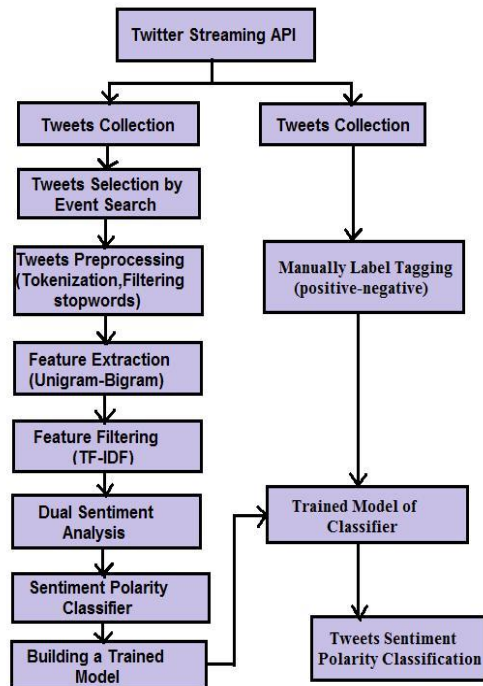 Twitter Streaming API
Tweets Collection
Tweets Selection by
Event Search
Tweets Preprocessing
(Tokenization,Filtering
stopwords)
Feature Extraction
(Unigram-Bigram)
Feature Filtering
(TF-IDF)
Dual Sentiment
Analysis
Sentiment Polarity
Classifier
Building a Trained
Model
Tweets Collection
Manually Label Tagging
(positive-negative)
Trained Model of
Classifier
Tweets Sentiment
Polarity Classification